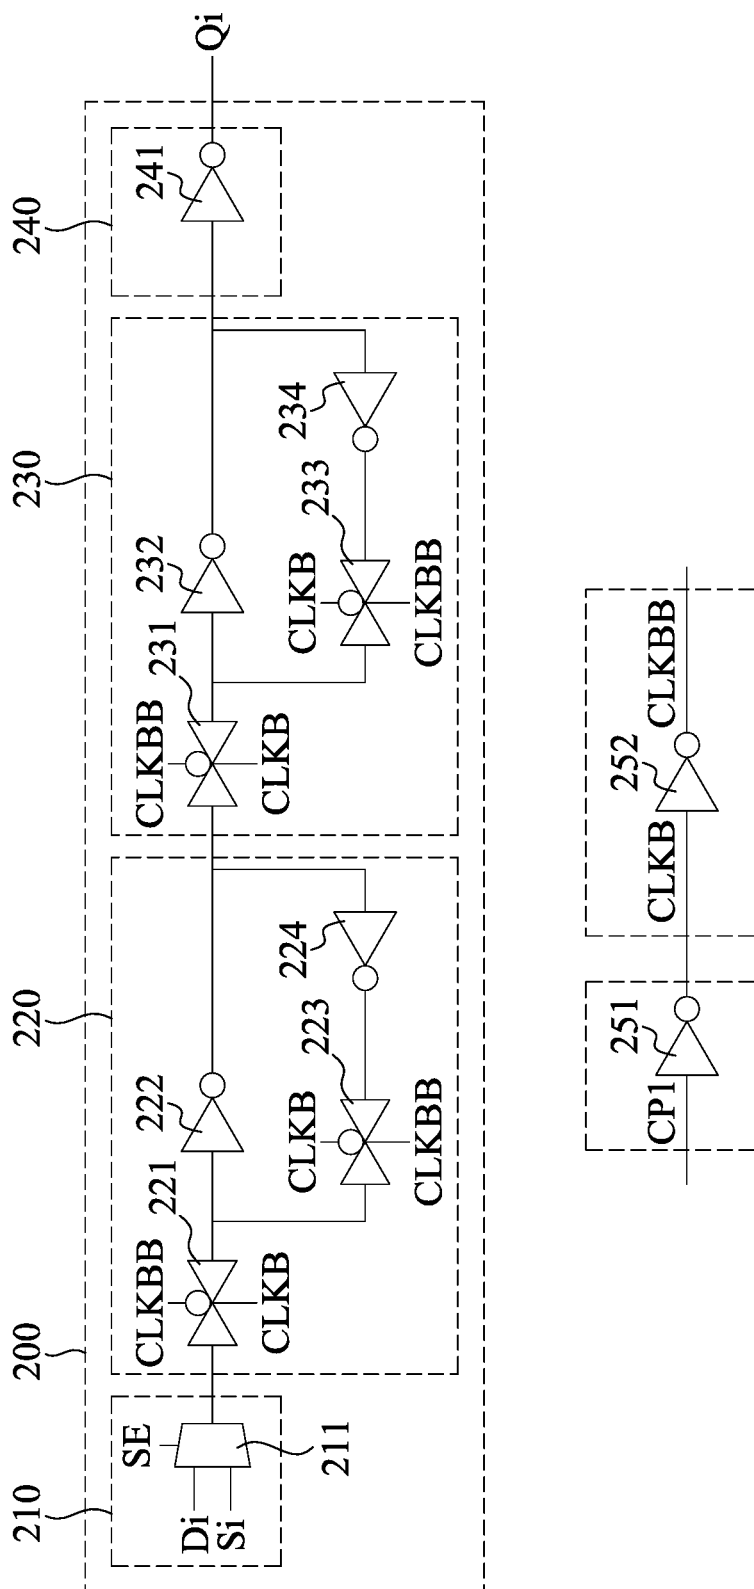 200
210
220
230
240
SE
Di
Si
211
CLKBB
221
CLKB
222
CLKB
223
CLKBB
224
CLKBB
231
CLKB
232
CLKB
233
CLKBB
234
241
Qi
CP1
251
CLKB
252
CLKBB